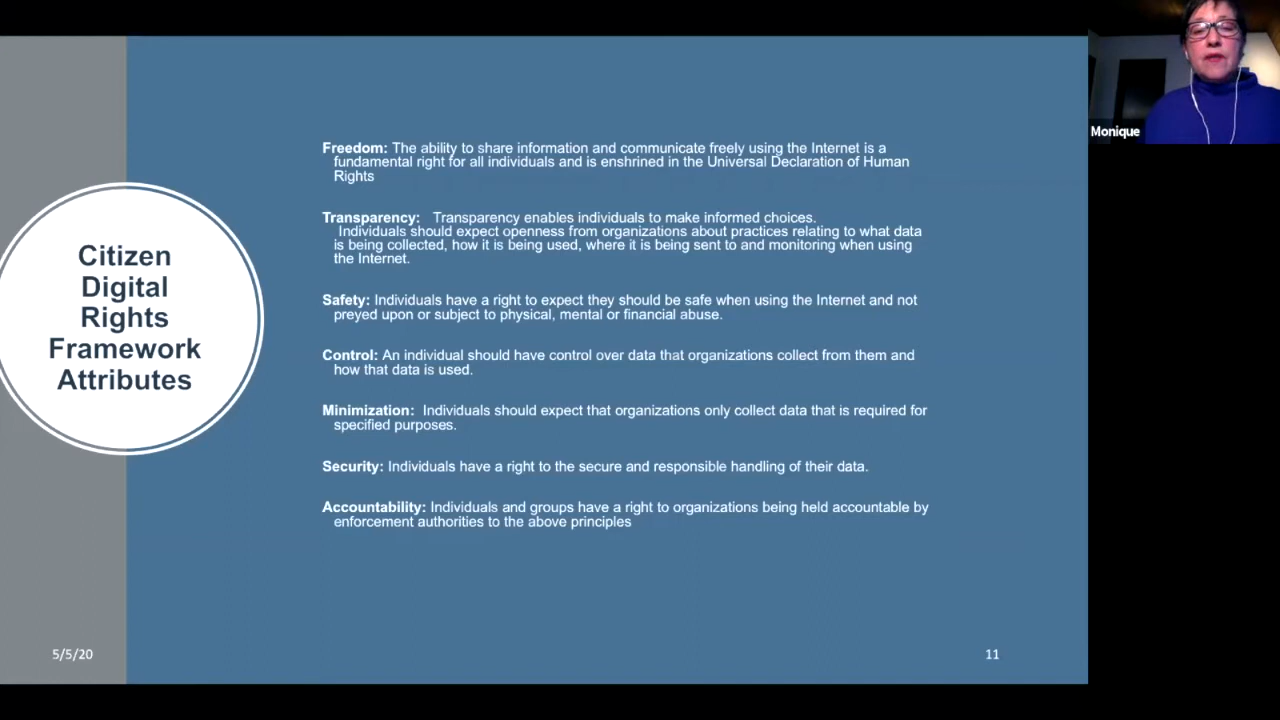 Citizen
Digital
Rights
Framework
Attributes
Freedom: The ability to share information and communicate freely using the Internet is a
fundamental right for all individuals and is enshrined in the Universal Declaration of Human
Rights
Transparency: Transparency enables individuals to make informed choices.
Individuals should expect openness from organizations about practices relating to what data
is being collected, how it is being used, where it is being sent to and monitoring when using
the Internet.
Safety: Individuals have a right to expect they should be safe when using the Internet and not
preyed upon or subject to physical, mental or financial abuse.
Control: An individual should have control over data that organizations collect from them and
how that data is used.
Minimization: Individuals should expect that organizations only collect data that is required for
specified purposes.
Security: Individuals have a right to the secure and responsible handling of their data.
Accountability: Individuals and groups have a right to organizations being held accountable by
enforcement authorities to the above principles
5/5/20
11
Monique